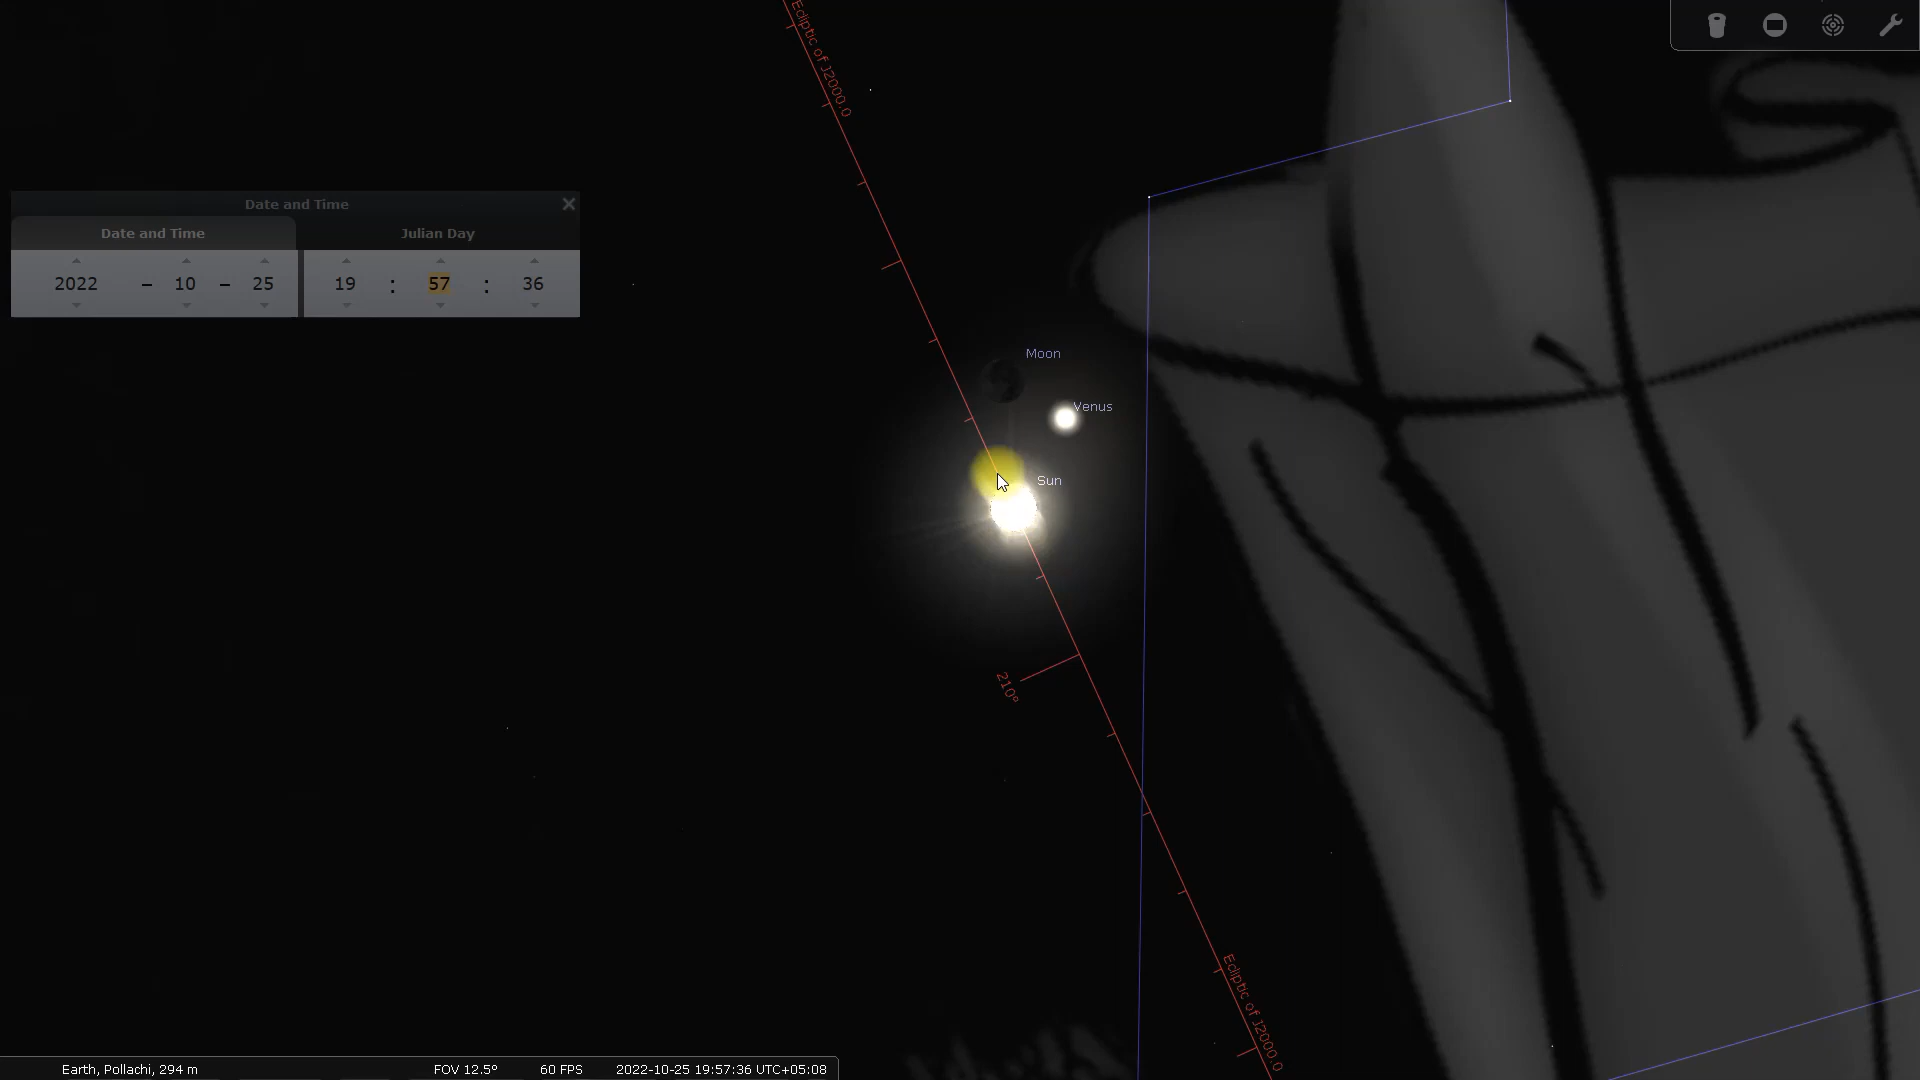 Ecliptic of J2000.0
Date and Time
Date and Time
Julian Day
2022 – 10 – 25
19 : 57 : 36
Moon
Venus
Sun
210°
Ecliptic of J2000.0
Earth, Pollachi, 294 m
FOV 12.5°
60 FPS
2022-10-25 19:57:36 UTC+05:08